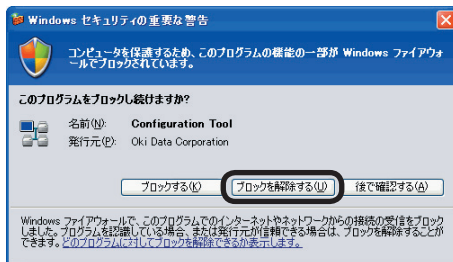 Windows セキュリティの重要な警告
コンピュータを保護するため、このプログラムの機能の一部が Windows ファイアウォ
ールでブロックされています。
このプログラムをブロックし続けますか?
名前(N): Configuration Tool
発行元(P): Oki Data Corporation
ブロックする(K) ブロックを解除する(U) 後で確認する(A)
Windows ファイアウォールで、このプログラムでのインターネットやネットワークからの接続の受信をブロック
しました。プログラムを認識している場合、または発行元が信頼できる場合は、ブロックを解除することが
できます。どのプログラムに対してブロックを解除できるか表示します。